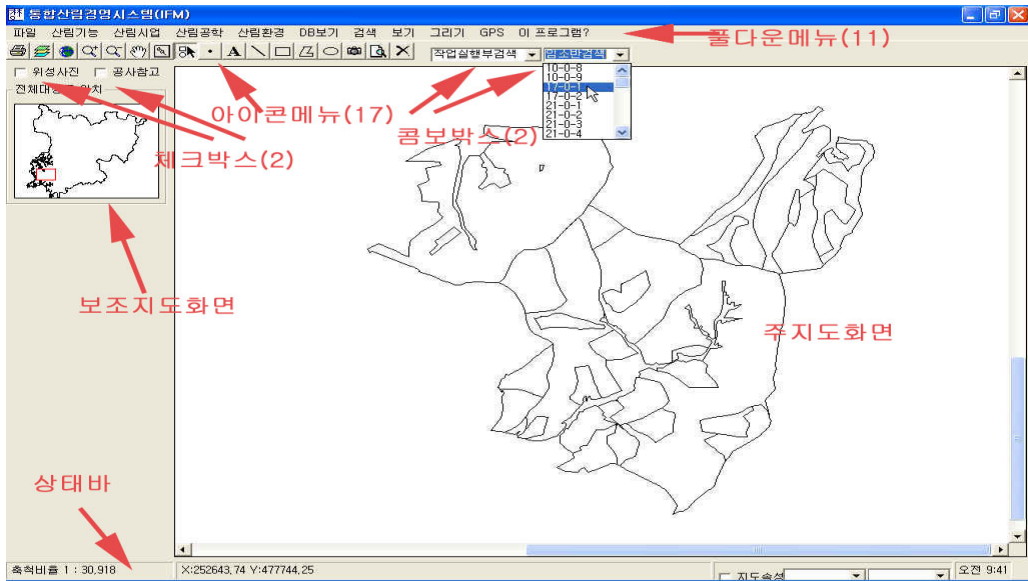 통합산림경영시스템(IFM)
파일 산림기능 산림사업 산림공학 산림환경 DB보기 검색 보기 그리기 GPS 이 프로그램?
풀다운메뉴(11)
작업실행부검색 임소반검색
위성사진 공사참고
10-0-8
10-0-9
17-0-1
17-0-2
21-0-1
21-0-2
21-0-3
21-0-4
아이콘메뉴(17)
콤보박스(2)
체크박스(2)
보조지도화면
주지도화면
상태바
축척비율 1 : 30,918
X:252643,74 Y:477744,25
지도속성
오전 9:41